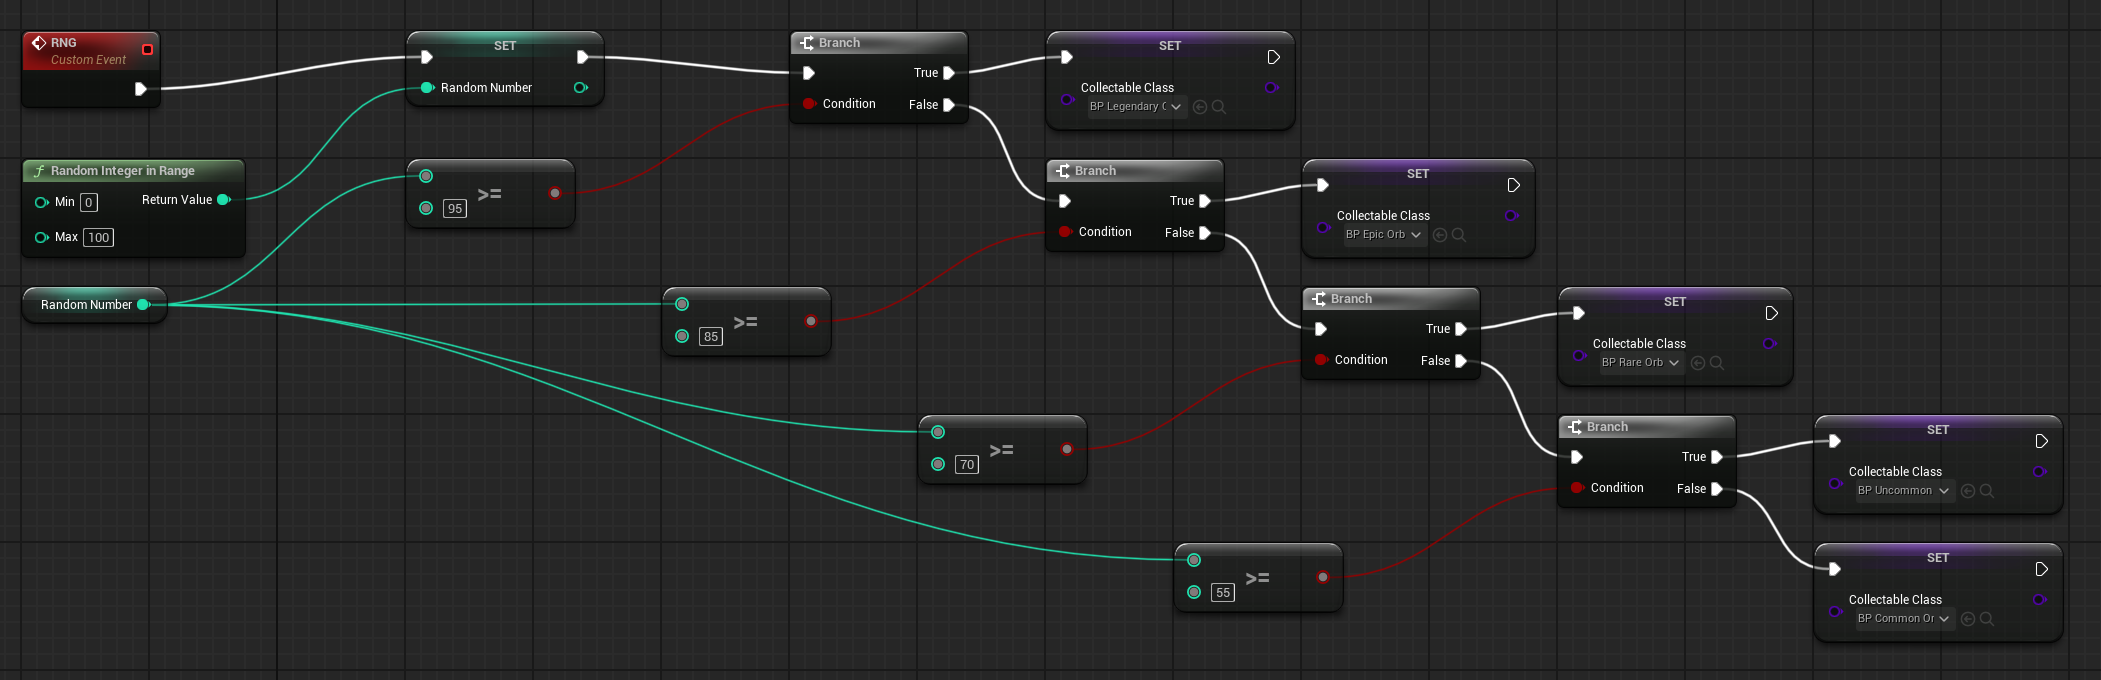 RNG
Custom Event
SET
Random Number
Branch
True
Condition
False
SET
Collectable Class
BP Legendary
Random Integer in Range
Min 0
Return Value
Max 100
>=
95
Branch
True
Condition
False
SET
Collectable Class
BP Epic Orb
Random Number
>=
85
Branch
True
Condition
False
SET
Collectable Class
BP Rare Orb
>=
70
Branch
True
Condition
False
SET
Collectable Class
BP Uncommon
>=
55
SET
Collectable Class
BP Common Or